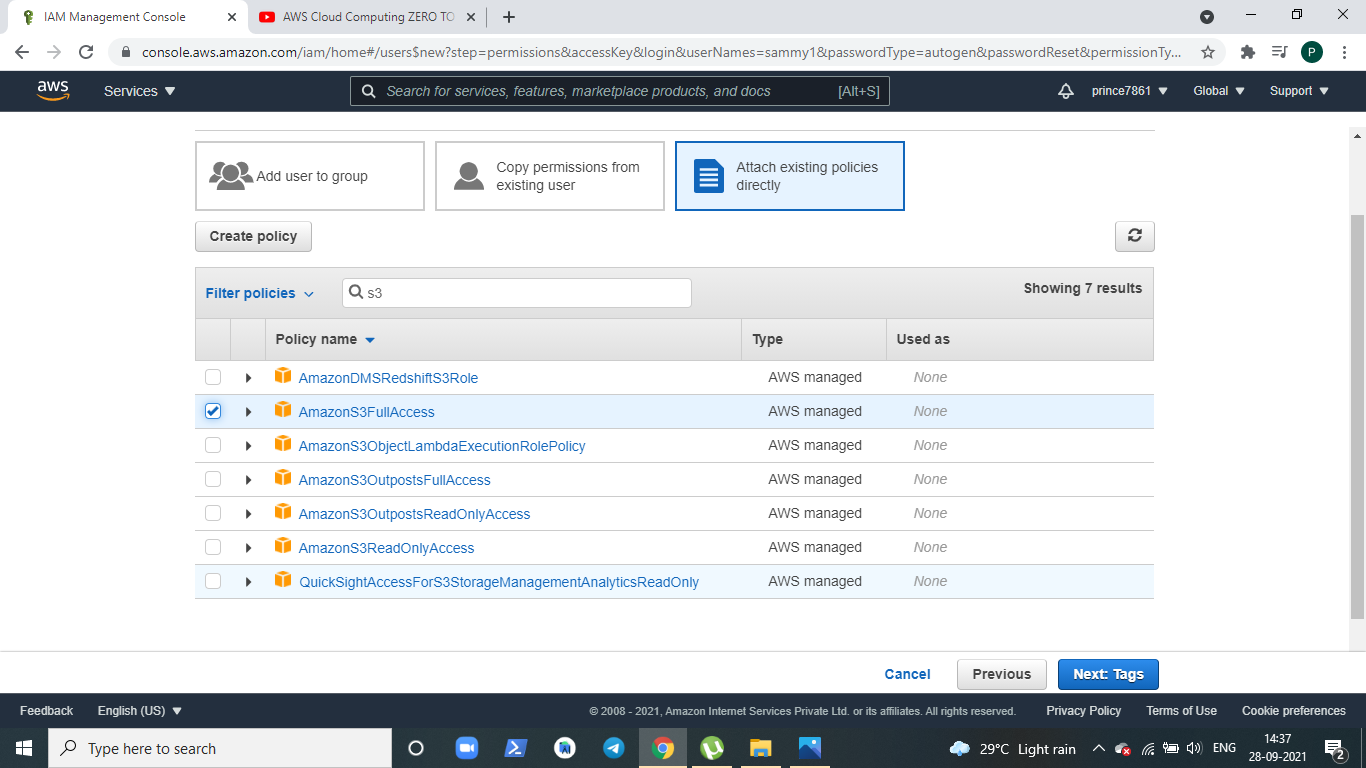 IAM Management Console
AWS Cloud Computing ZERO TO
console.aws.amazon.com/iam/home#/users$new?step=permissions&accessKey&login&userNames=sammy1&passwordType=autogen&passwordReset&permissionTy...
P
aws
Services
Search for services, features, marketplace products, and docs
[Alt+S]
prince7861
Global
Support
Add user to group
Copy permissions from
existing user
Attach existing policies
directly
Create policy
Filter policies
s3
Showing 7 results
Policy name
Type
Used as
AmazonDMSRedshiftS3Role
AWS managed
None
AmazonS3FullAccess
AWS managed
None
AmazonS3ObjectLambdaExecutionRolePolicy
AWS managed
None
AmazonS3OutpostsFullAccess
AWS managed
None
AmazonS3OutpostsReadOnlyAccess
AWS managed
None
AmazonS3ReadOnlyAccess
AWS managed
None
QuickSightAccessForS3StorageManagementAnalyticsReadOnly
AWS managed
None
Cancel
Previous
Next: Tags
Feedback
English (US)
© 2008 - 2021, Amazon Internet Services Private Ltd. or its affiliates. All rights reserved.
Privacy Policy
Terms of Use
Cookie preferences
Type here to search
29°C Light rain
ENG
14:37
28-09-2021
2